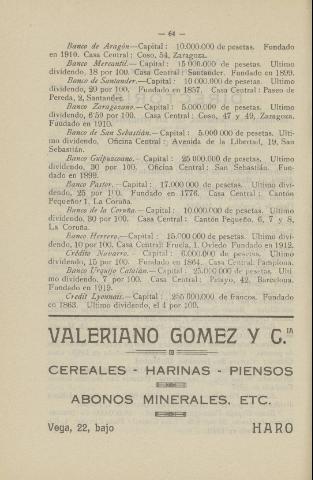 — 64 —
Banco de Aragón—Capital: 10.000.000 de pesetas. Fundado
en 1910. Casa Central: Coso, 54, Zaragoza.
Banco Mercantil.—Capital: 15.000.000 de pesetas. Ultimo
dividendo, 18 por 100. Casa Central: Santander. Fundado en 1899.
Banco de Santander.—Capital: 10.000.000 de pesetas. Ultimo
dividendo, 20 por 100. Fundado en 1857. Casa Central: Paseo de
Pereda, 2, Santander.
Banco Zaragozano.—Capital: 5.000.000 de pesetas. Ultimo
dividendo, 6'50 por 100. Casa Central: Coso, 47 y 49, Zaragoza.
Fundado en 1910.
Banco de San Sebastián.—Capital: 5.000.000 de pesetas. Ulti-
mo dividendo Oficina Central: Avenida de la Libertad, 19, San
Sebastián.
Banco Guipuzcoano.—Capital: 25 000.000 de pesetas. Ultimo
dividendo, 30 por 100. Oficina Central: San Sebastián. Fun-
dado en 1899.
Banco Pastor.—Capital: 17.000.000 de pesetas. Ultimo divi-
dendo, 25 por 100. Fundado en 1776. Casa Central: Cantón
Pequeño 1, La Coruña.
Banco de la Coruña.—Capital: 10.000.000 de pesetas. Ultimo
dividendo, 30 por 100. Casa Central: Cantón Pequeño, 6, 7 y 8,
La Coruña.
Banco Herrero.—Capital: 15.000.000 de pesetas. Ultimo divi-
dendo, 10 por 100. Casa Central: Fruela, 1. Oviedo Fundado en 1912.
Crédito Navarro.—Capital: 6.000.000 de pesetas. Ultimo
dividendo, 15 por 100. Fundado en 1864. Casa Central: Pamplona.
Banco Urquijo Catalán.—Capital: 25.000.000 de pesetas. Ulti
mo dividendo, 7 por 100. Casa Central: Pelayo, 42, Barcelona.
Fundado en 1919.
Credit Lyonnais.—Capital: 255 000.000 de francos. Fundado
en 1863. Ultimo dividendo, el 4 por 100.
VALERIANO GOMEZ Y C.IA
CEREALES - HARINAS - PIENSOS
ABONOS MINERALES, ETC.
Vega, 22, bajo HARO